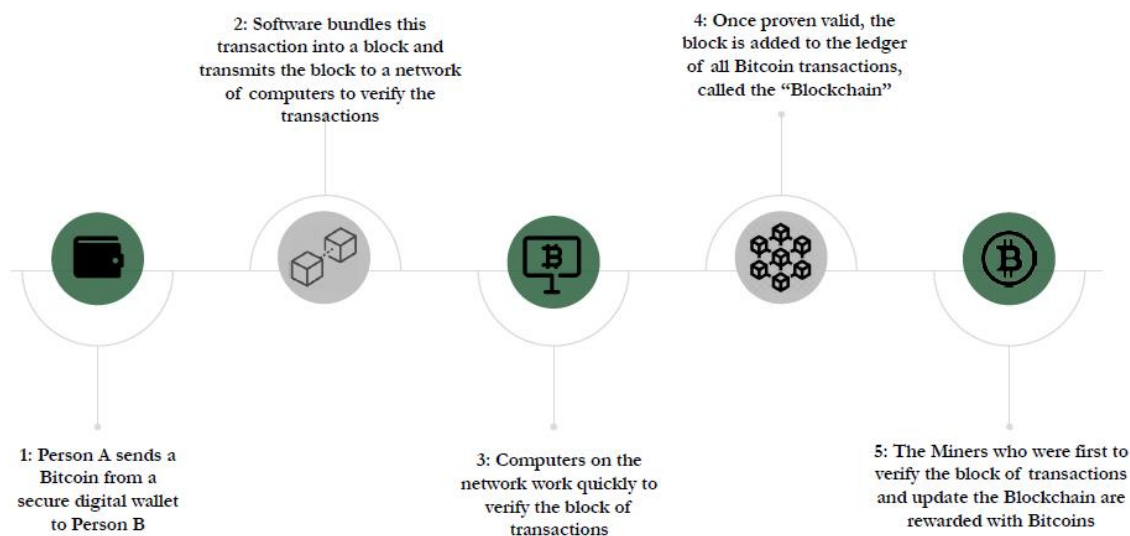 1: Person A sends a
Bitcoin from a
secure digital wallet
to Person B
2: Software bundles this
transaction into a block and
transmits the block to a network
of computers to verify the
transactions
3: Computers on the
network work quickly to
verify the block of
transactions
4: Once proven valid, the
block is added to the ledger
of all Bitcoin transactions,
called the “Blockchain”
5: The Miners who were first to
verify the block of transactions
and update the Blockchain are
rewarded with Bitcoins